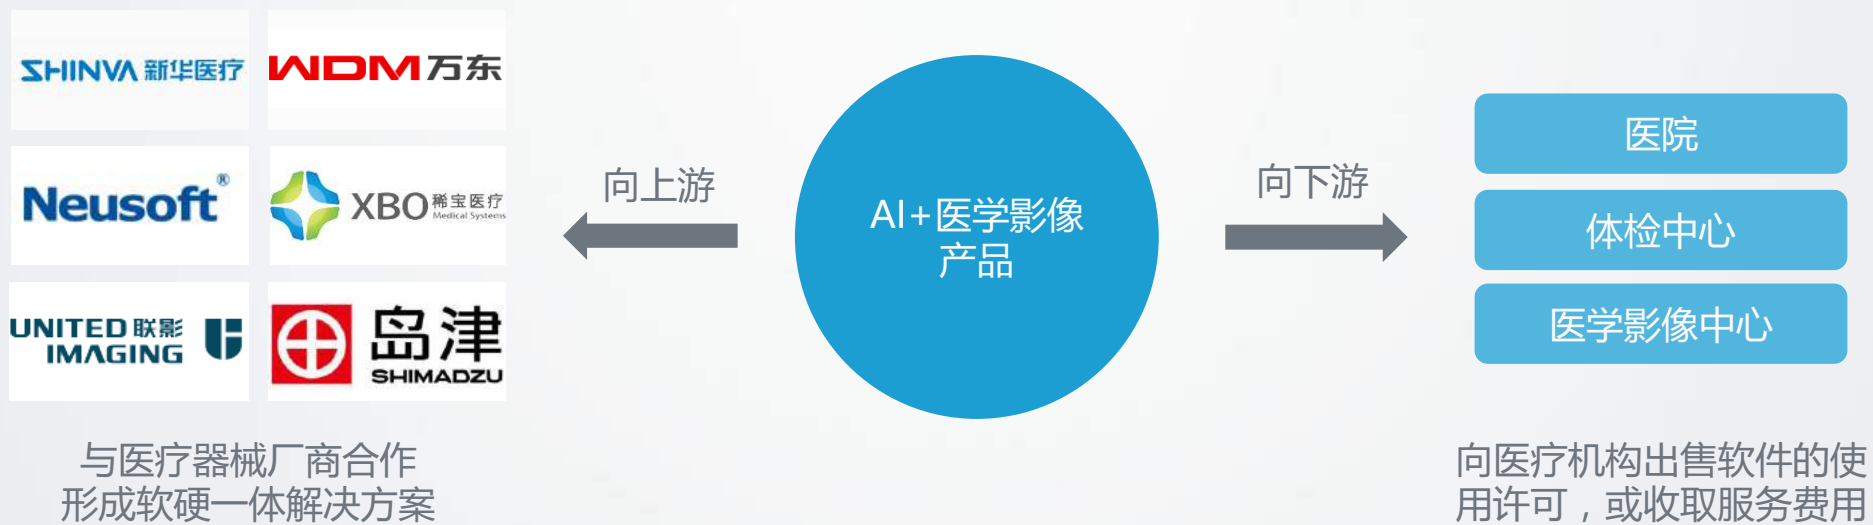 SHINVA 新华医疗
WDM 万东
Neusoft®
XBO 稀宝医疗
Medical Systems
UNITED 联影
IMAGING
岛津
SHIMADZU
与医疗器械厂商合作
形成软硬一体解决方案
向上游
AI+医学影像
产品
向下游
医院
体检中心
医学影像中心
向医疗机构出售软件的使
用许可，或收取服务费用